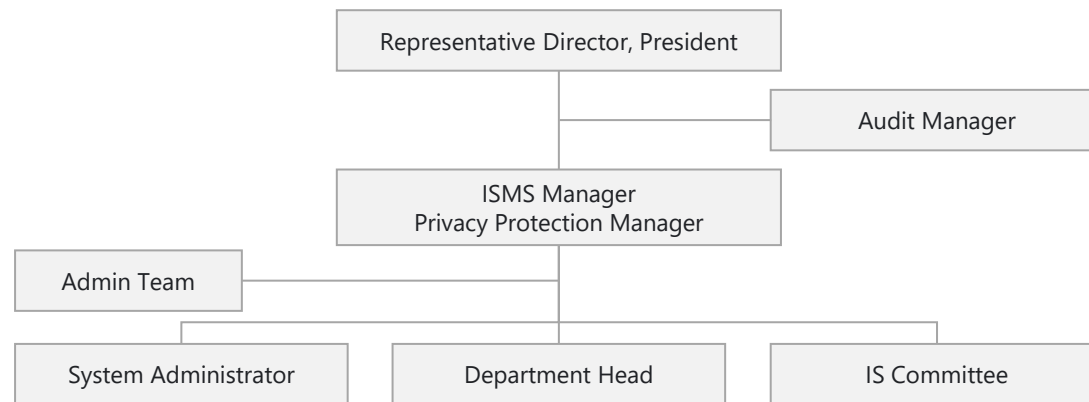 Representative Director, President
Audit Manager
ISMS Manager
Privacy Protection Manager
Admin Team
System Administrator
Department Head
IS Committee